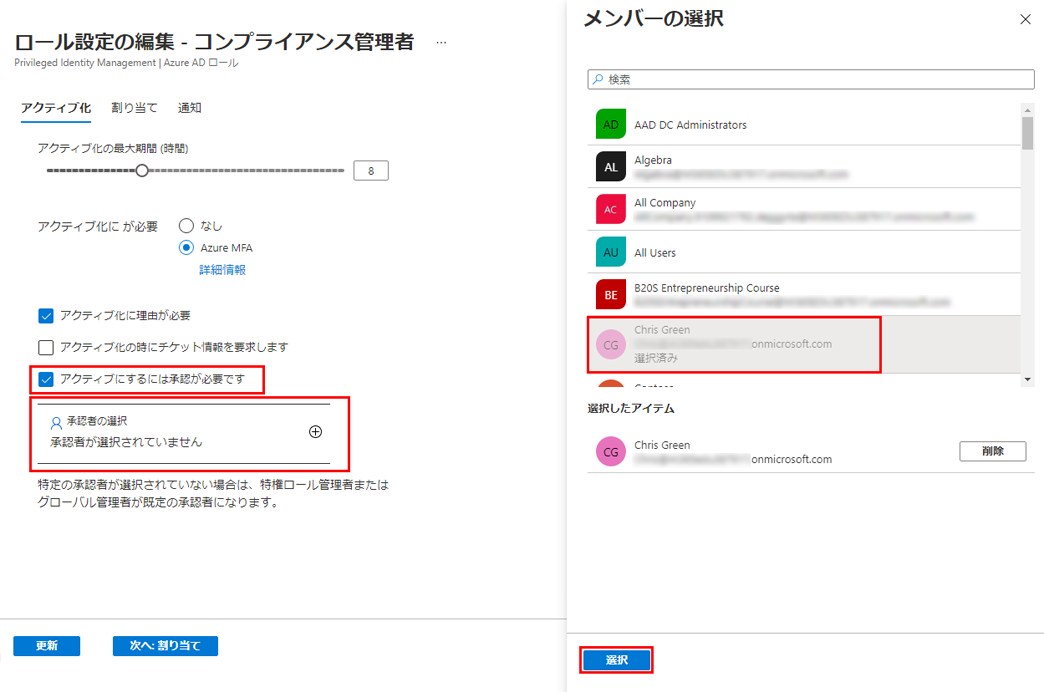 ロール設定の編集 - コンプライアンス管理者 ...
Privileged Identity Management | Azure AD ロール
アクティブ化 割り当て 通知
アクティブ化の最大期間 (時間)
8
アクティブ化に が必要
なし
Azure MFA
詳細情報
アクティブ化に理由が必要
アクティブ化の時にチケット情報を要求します
アクティブにするには承認が必要です
承認者の選択
承認者が選択されていません
特定の承認者が選択されていない場合は、特権ロール管理者または
グローバル管理者が既定の承認者になります。
更新
次へ: 割り当て
メンバーの選択
検索
AD
AAD DC Administrators
AL
Algebra
AC
All Company
AU
All Users
BE
B20S Entrepreneurship Course
CG
Chris Green
onmicrosoft.com
選択済み
選択したアイテム
CG
Chris Green
onmicrosoft.com
削除
選択